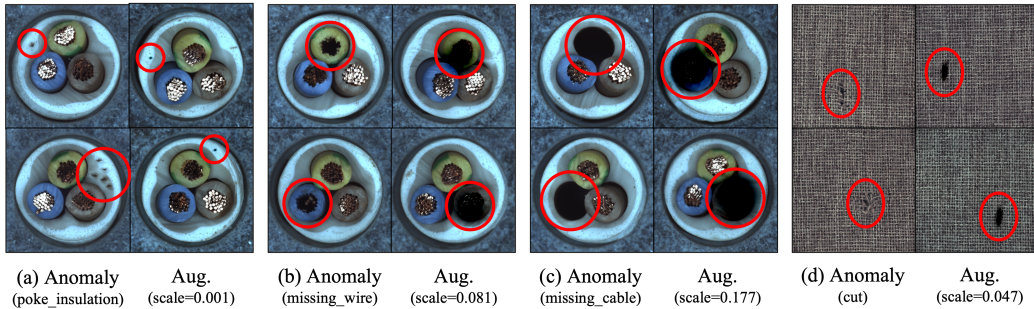 (a) Anomaly Aug.
(poke_insulation) (scale=0.001)
(b) Anomaly Aug.
(missing_wire) (scale=0.081)
(c) Anomaly Aug.
(missing_cable) (scale=0.177)
(d) Anomaly Aug.
(cut) (scale=0.047)